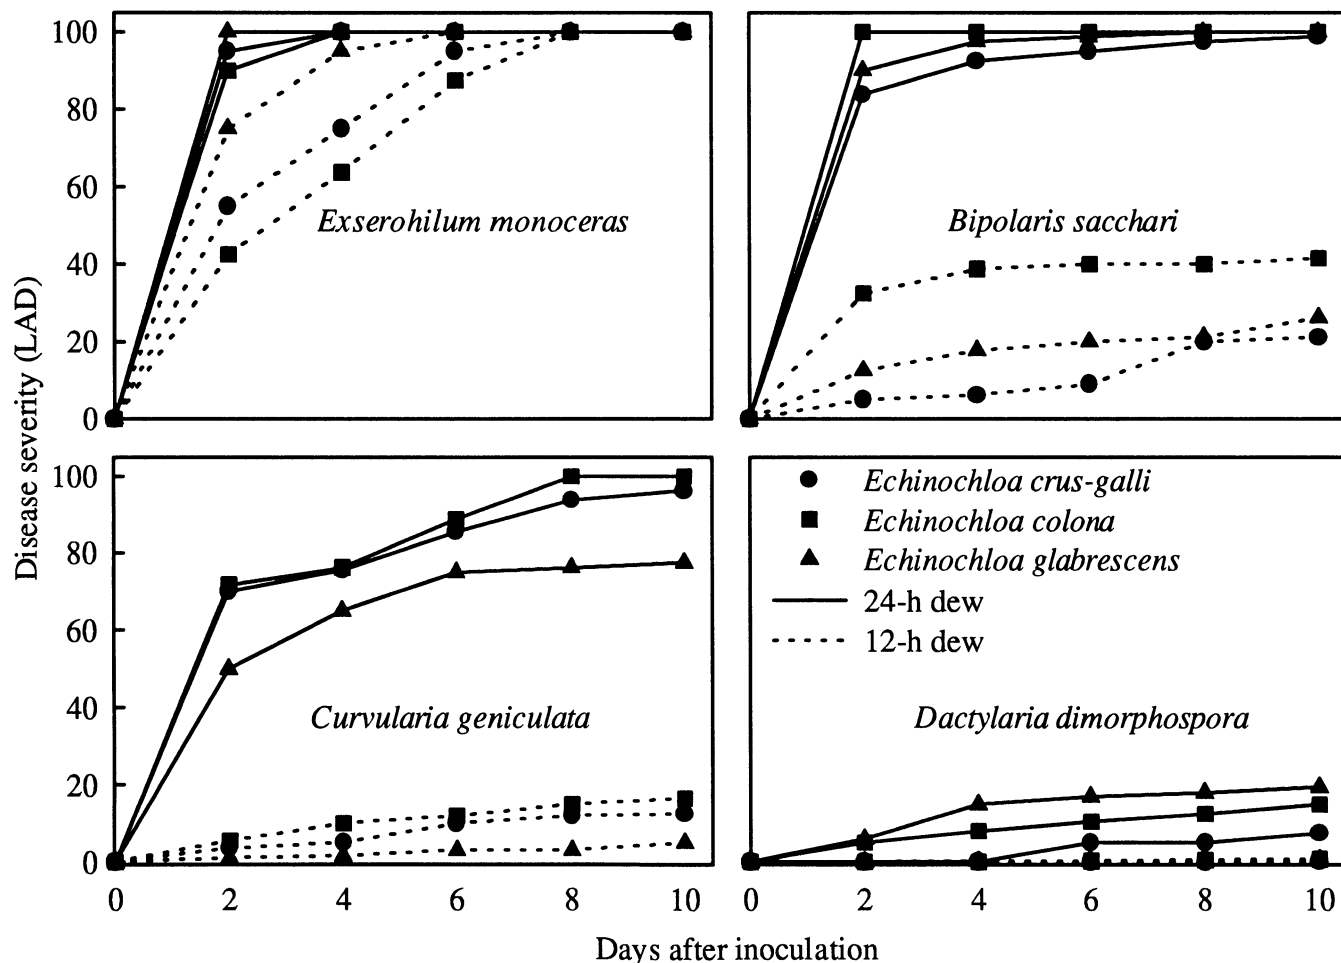 100
80
60
40
20
0
Exserohilum monoceras
Bipolaris sacchari
Disease severity (LAD)
100
80
60
40
20
0
Echinochloa crus-galli
Echinochloa colona
Echinochloa glabrescens
24-h dew
12-h dew
Curvularia geniculata
Dactylaria dimorphospora
0 2 4 6 8 10
0 2 4 6 8 10
Days after inoculation